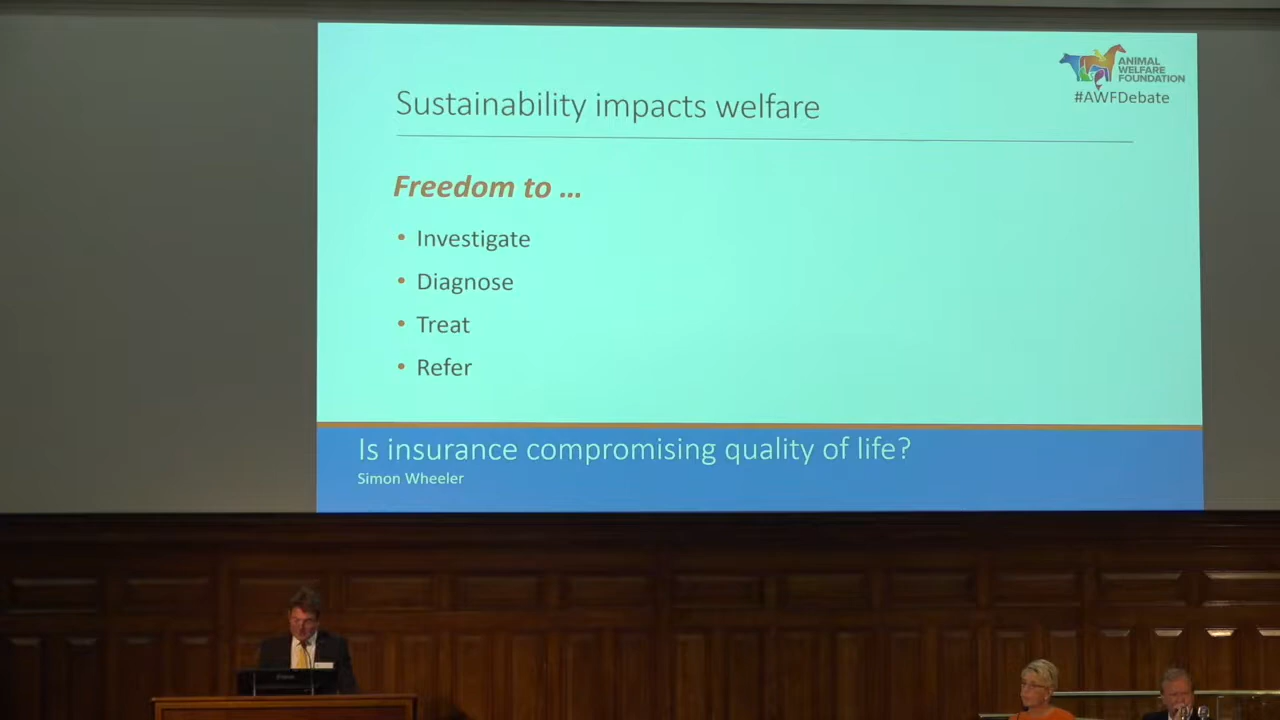 ANIMAL
WELFARE
FOUNDATION
#AWFDebate
Sustainability impacts welfare
Freedom to ...
• Investigate
• Diagnose
• Treat
• Refer
Is insurance compromising quality of life?
Simon Wheeler